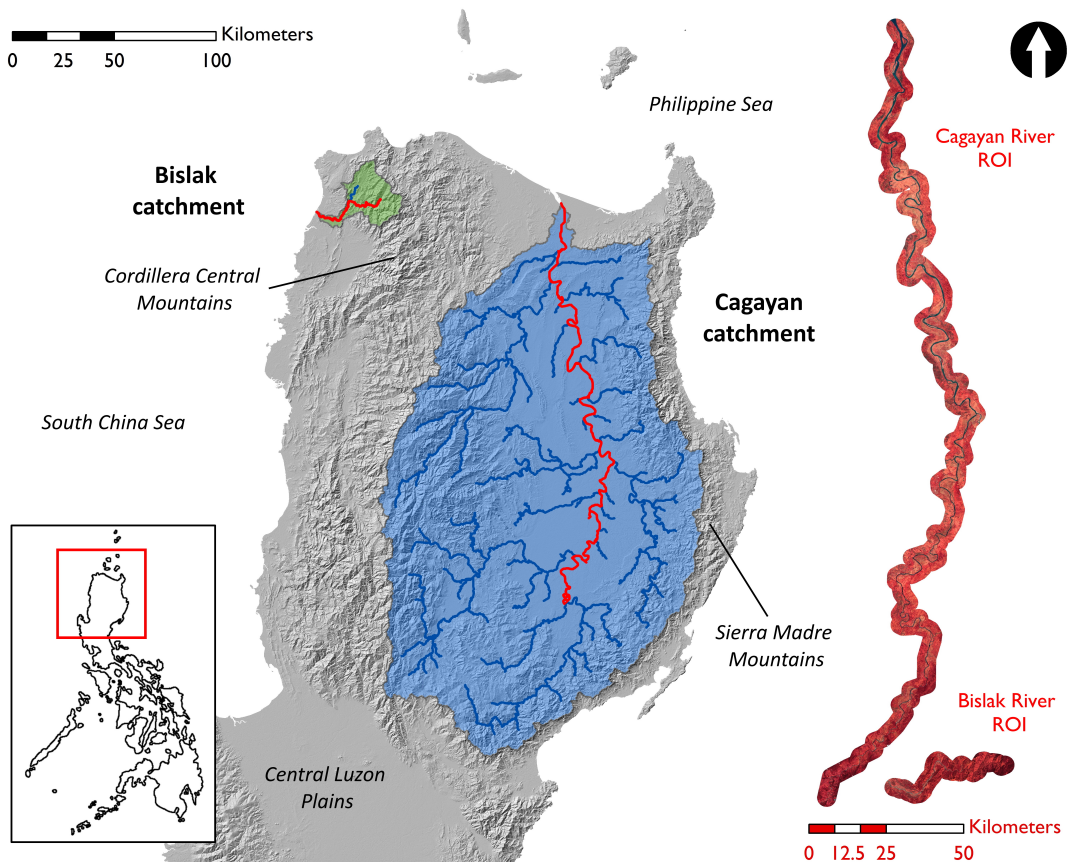 Kilometers
0 25 50 100
Philippine Sea
Cagayan River
ROI
Bislak
catchment
Cordillera Central
Mountains
Cagayan
catchment
South China Sea
Sierra Madre
Mountains
Bislak River
ROI
Central Luzon
Plains
Kilometers
0 12.5 25 50